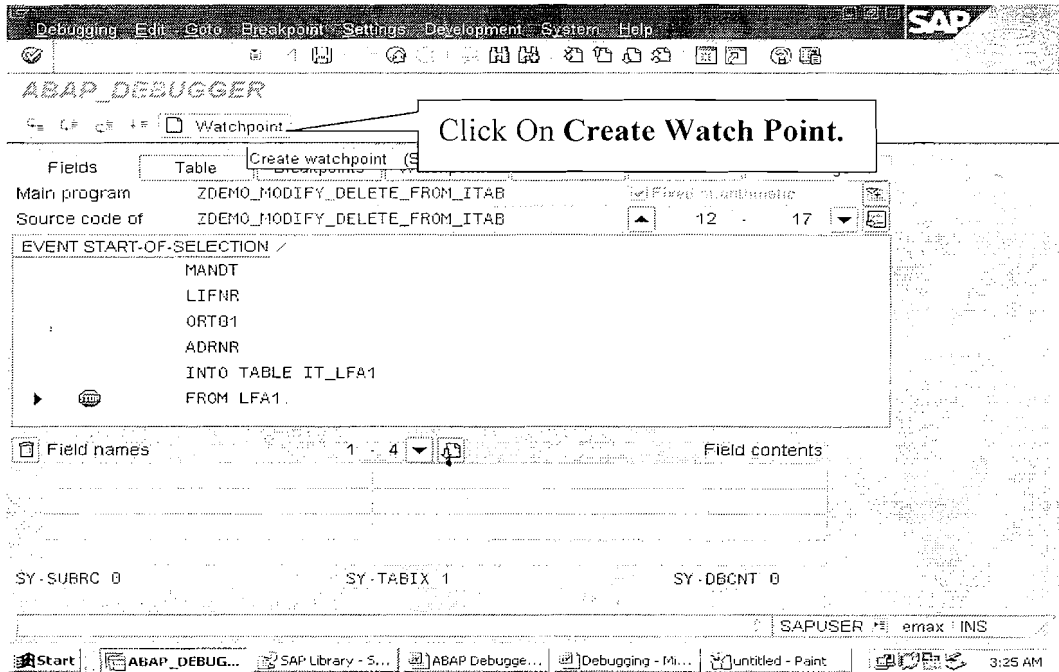 Debugging Edit Goto Breakpoint Settings Development System Help
SAP
ABAP_DEBUGGER
Watchpoint
Click On Create Watch Point.
Create watchpoint (S
Fields Table Breakpoints
Main program ZDEMO_MODIFY_DELETE_FROM_ITAB Fixed pt. arithmetic
Source code of ZDEMO_MODIFY_DELETE_FROM_ITAB 12 - 17
EVENT START-OF-SELECTION /
MANDT
LIFNR
ORT01
ADRNR
INTO TABLE IT_LFA1
FROM LFA1.
Field names 1 - 4 Field contents
SY-SUBRC 0 SY-TABIX 1 SY-DBCNT 0
SAPUSER emax INS
Start ABAP_DEBUG... SAP Library - S... ABAP Debugge... Debugging - Mi... untitled - Paint 3:25 AM